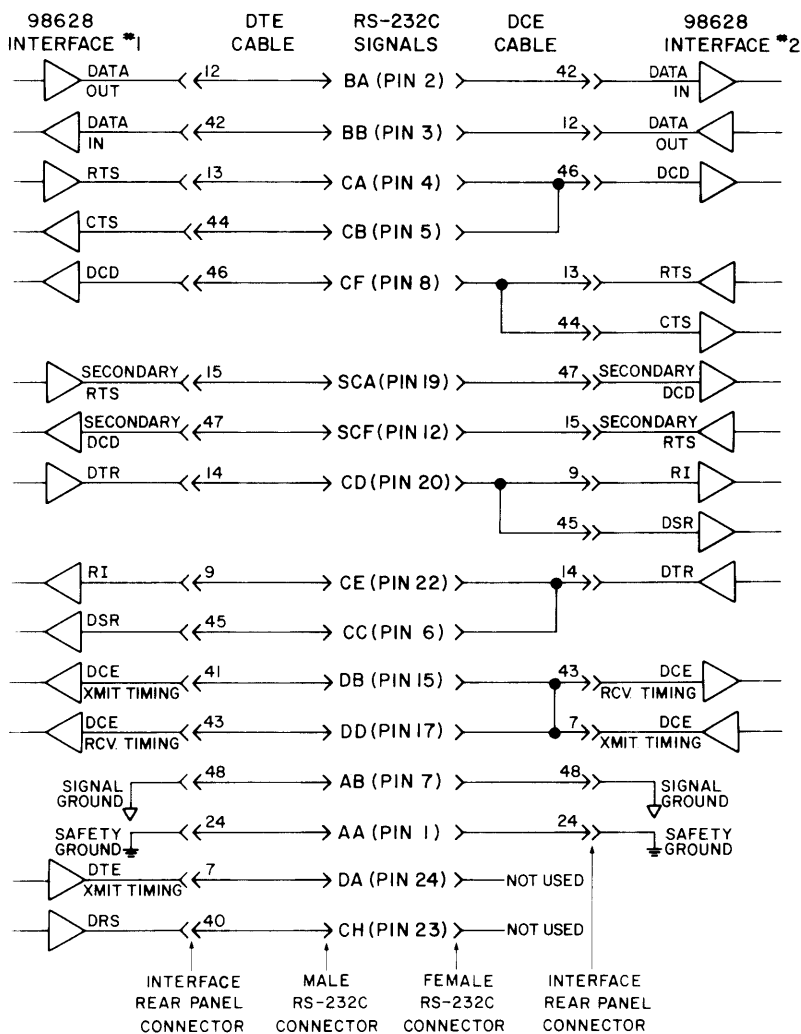 98628 INTERFACE #1 DTE CABLE RS-232C SIGNALS DCE CABLE 98628 INTERFACE #2
DATA OUT 12 BA (PIN 2) 42 DATA IN
DATA IN 42 BB (PIN 3) 12 DATA OUT
RTS 13 CA (PIN 4) 46 DCD
CTS 44 CB (PIN 5)
DCD 46 CF (PIN 8) 13 RTS
44 CTS
SECONDARY RTS 15 SCA (PIN 19) 47 SECONDARY DCD
SECONDARY DCD 47 SCF (PIN 12) 15 SECONDARY RTS
DTR 14 CD (PIN 20) 9 RI
45 DSR
RI 9 CE (PIN 22) 14 DTR
DSR 45 CC (PIN 6)
DCE XMIT TIMING 41 DB (PIN 15) 43 DCE RCV. TIMING
DCE RCV. TIMING 43 DD (PIN 17) 7 DCE XMIT TIMING
SIGNAL GROUND 48 AB (PIN 7) 48 SIGNAL GROUND
SAFETY GROUND 24 AA (PIN 1) 24 SAFETY GROUND
DTE XMIT TIMING 7 DA (PIN 24) NOT USED
DRS 40 CH (PIN 23) NOT USED
INTERFACE MALE FEMALE INTERFACE
REAR PANEL RS-232C RS-232C REAR PANEL
CONNECTOR CONNECTOR CONNECTOR CONNECTOR